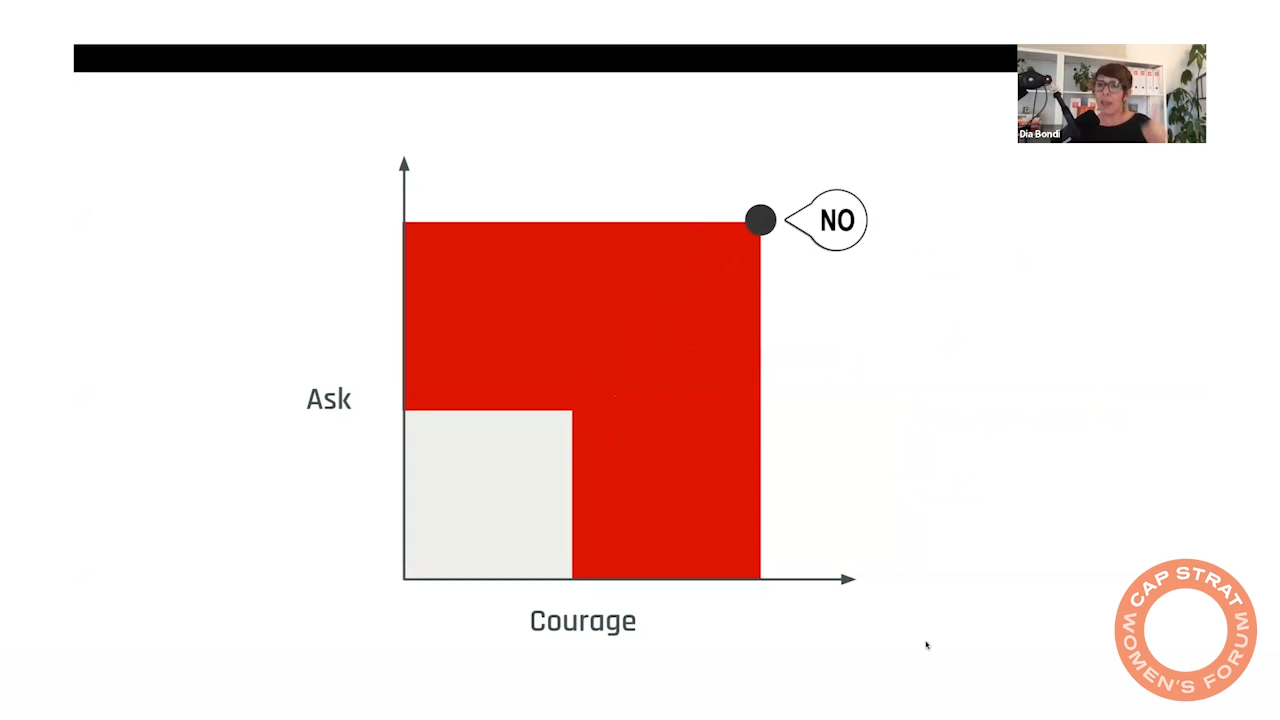 Dia Bondi
NO
Ask
Courage
CAP STRAT
WOMEN'S FORUM